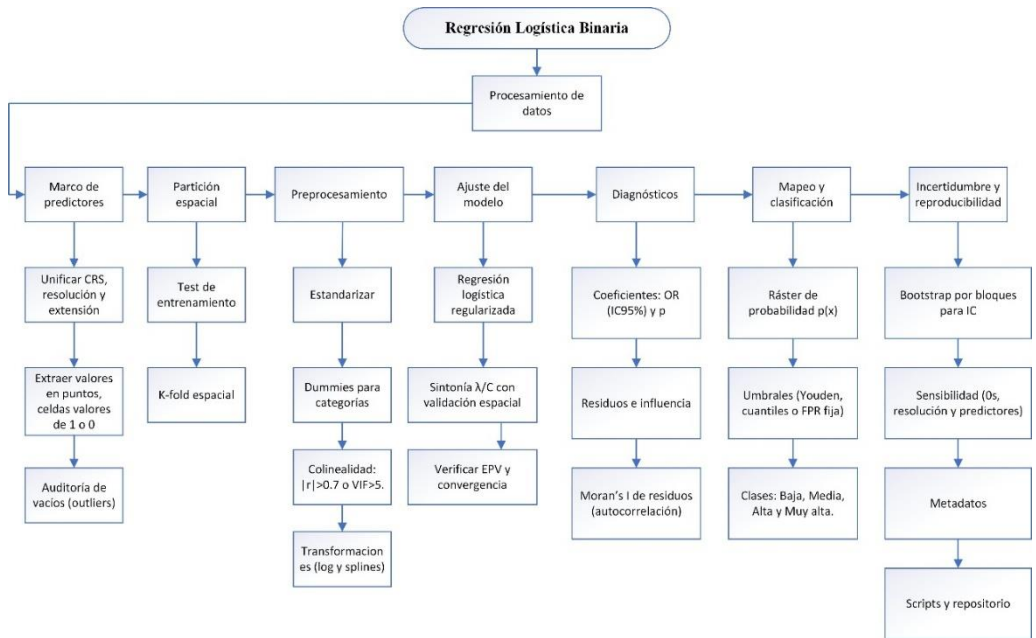 Regresión Logística Binaria
Procesamiento de
datos
Marco de
predictores
Partición
espacial
Preprocesamiento
Ajuste del
modelo
Diagnósticos
Mapeo y
clasificación
Incertidumbre y
reproducibilidad
Unificar CRS,
resolución y
extensión
Test de
entrenamiento
Estandarizar
Regresión
logística
regularizada
Coeficientes: OR
(IC95%) y p
Ráster de
probabilidad p(x)
Bootstrap por bloques
para IC
Extraer valores
en puntos,
celdas valores
de 1 o 0
K-fold espacial
Dummies para
categorías
Sintonía λ/C con
validación espacial
Residuos e influencia
Umbrales (Youden,
cuantiles o FPR fija)
Sensibilidad (0s,
resolución y predictores)
Auditoría de
vacíos (outliers)
Colinealidad:
|r|>0.7 o VIF>5.
Verificar EPV y
convergencia
Moran's I de residuos
(autocorrelación)
Clases: Baja, Media,
Alta y Muy alta.
Metadatos
Transformacion
es (log y splines)
Scripts y repositorio